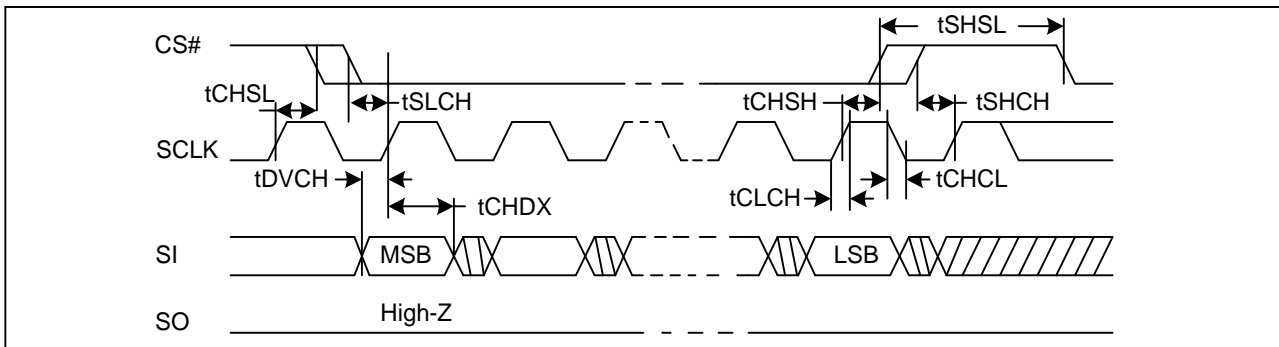 tSHSL
CS#
tCHSL
tSLCH
tCHSH
tSHCH
SCLK
tDVCH
tCHDX
tCLCH
tCHCL
SI
MSB
LSB
High-Z
SO